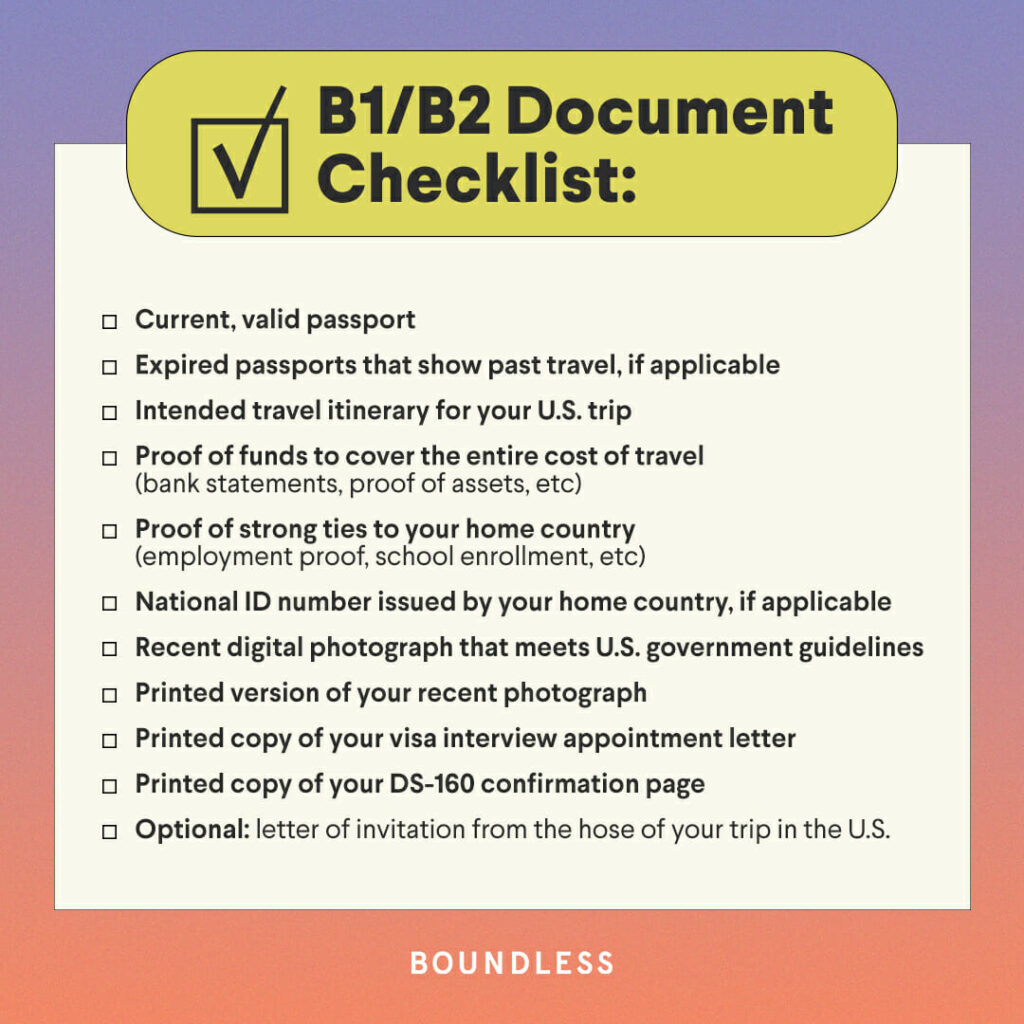 B1/B2 Document
Checklist:
Current, valid passport
Expired passports that show past travel, if applicable
Intended travel itinerary for your U.S. trip
Proof of funds to cover the entire cost of travel
(bank statements, proof of assets, etc)
Proof of strong ties to your home country
(employment proof, school enrollment, etc)
National ID number issued by your home country, if applicable
Recent digital photograph that meets U.S. government guidelines
Printed version of your recent photograph
Printed copy of your visa interview appointment letter
Printed copy of your DS-160 confirmation page
Optional: letter of invitation from the hose of your trip in the U.S.
BOUNDLESS